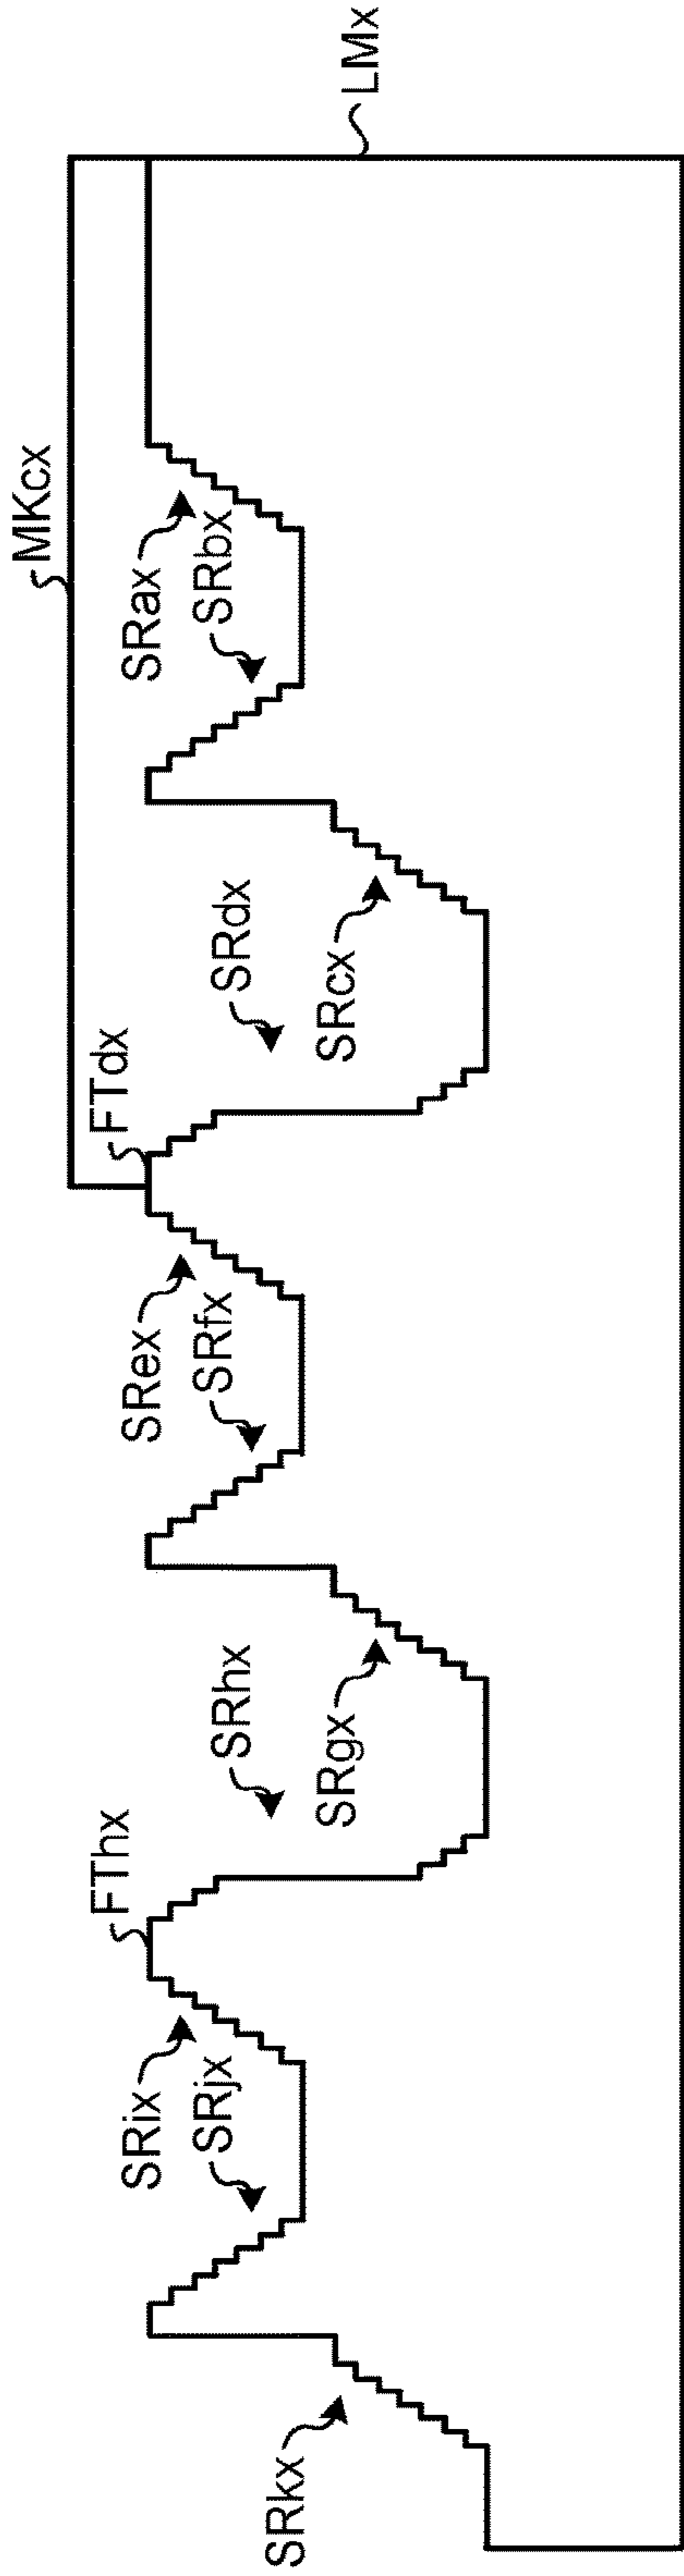 MKcx
LMx
SRax
SRbx
SRcx
SRdx
FTdx
SRex
SRfx
SRgx
SRhx
FThx
SRix
SRjx
SRkx